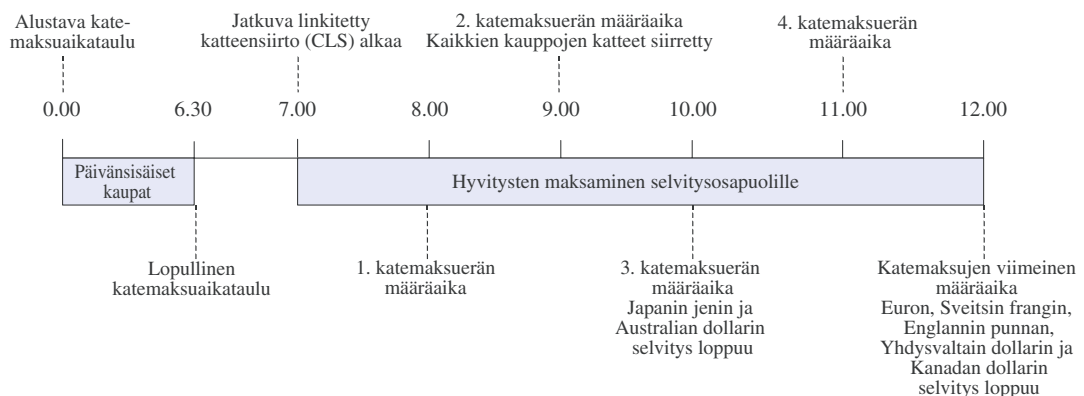 Alustava kate-
maksuaikataulu
Jatkuva linkitetty
katteensiirto (CLS) alkaa
2. katemaksuerän määräaika
Kaikkien kauppojen katteet siirretty
4. katemaksuerän
määräaika
0.00
6.30
7.00
8.00
9.00
10.00
11.00
12.00
Päivänsisäiset
kaupat
Hyvitysten maksaminen selvitysosapuolille
Lopullinen
katemaksuaikataulu
1. katemaksuerän
määräaika
3. katemaksuerän
määräaika
Japanin jenin ja
Australian dollarin
selvitys loppuu
Katemaksujen viimeinen
määräaika
Euron, Sveitsin frangin,
Englannin punnan,
Yhdysvaltain dollarin ja
Kanadan dollarin
selvitys loppuu